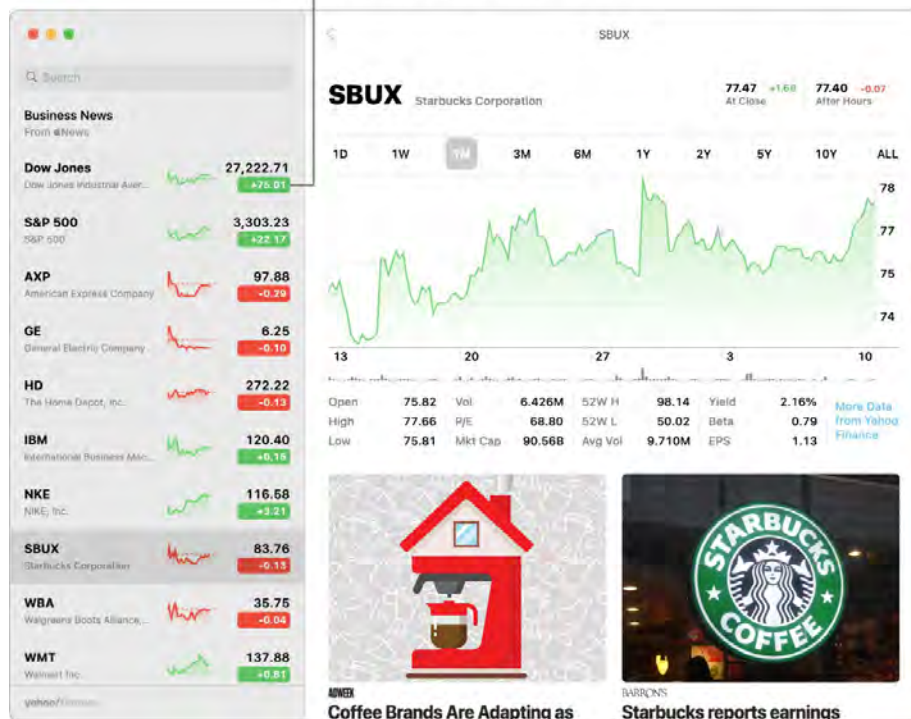 SBUX
Search
Business News
From News
Dow Jones 27,222.71
Dow Jones Industrial Aver... +75.01
S&P 500 3,303.23
S&P 500 +22.17
AXP 97.88
American Express Company -0.29
GE 6.25
General Electric Company -0.10
HD 272.22
The Home Depot, Inc. -0.13
IBM 120.40
International Business Mac... +0.15
NKE 116.58
NIKE, Inc. +3.21
SBUX 83.76
Starbucks Corporation -0.13
WBA 35.75
Walgreens Boots Alliance,... -0.04
WMT 137.88
Walmart Inc. +0.81
yahoo!
SBUX Starbucks Corporation
77.47 +1.68 77.40 -0.07
At Close After Hours
1D 1W 1M 3M 6M 1Y 2Y 5Y 10Y ALL
78
77
75
74
13 20 27 3 10
Open 75.82 Vol 6.426M 52W H 98.14 Yield 2.16%
High 77.66 P/E 68.80 52W L 50.02 Beta 0.79
Low 75.81 Mkt Cap 90.56B Avg Vol 9.710M EPS 1.13
More Data
from Yahoo
Finance
STARBUCKS
COFFEE
ADWEEK
Coffee Brands Are Adapting as
BARRON'S
Starbucks reports earnings